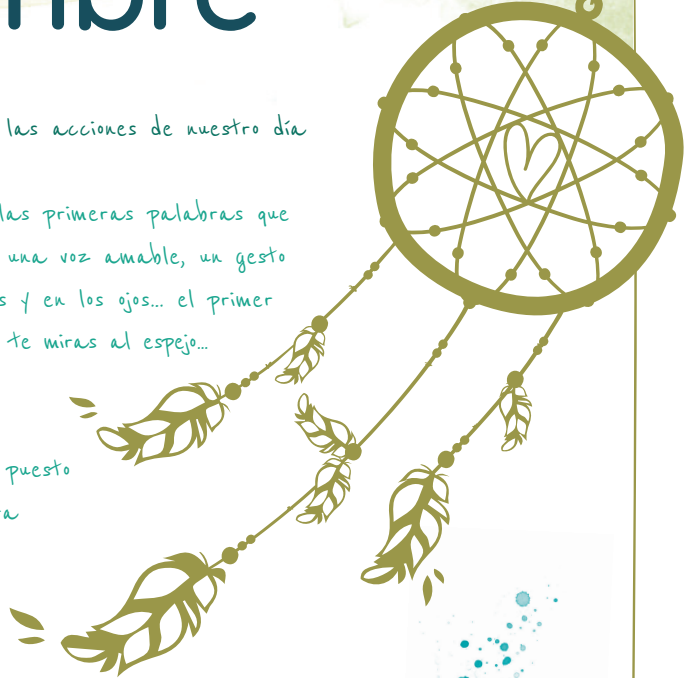 las acciones de nuestro día
las primeras palabras que
una voz amable, un gesto
y en los ojos... el primer
te miras al espejo...
puesto